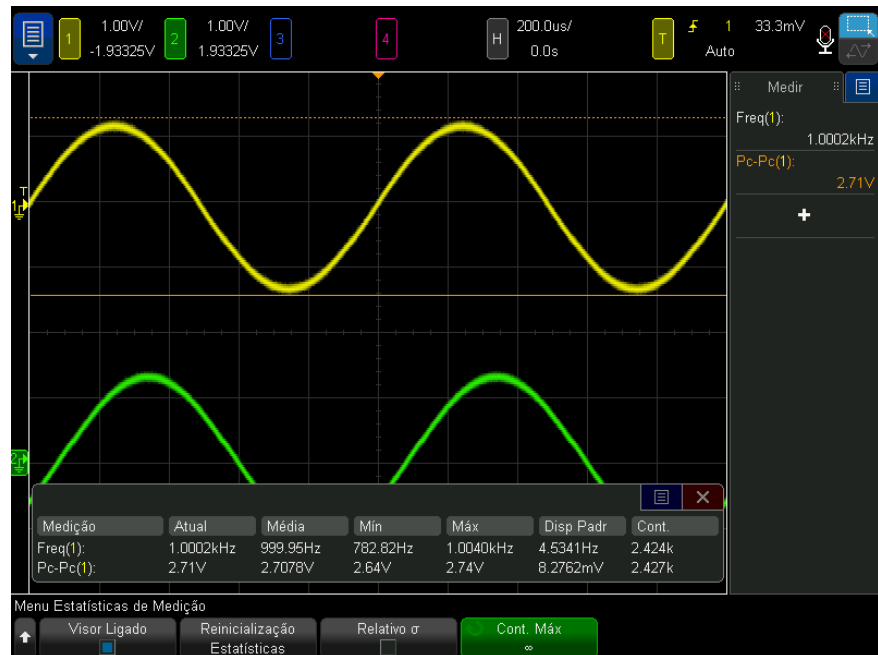 1 1.00V/ 2 1.00V/ 3 4 H 200.0us/ T 1 33.3mV
-1.93325V 1.93325V 0.0s Auto
Medir
Freq(1):
1.0002kHz
Pc-Pc(1):
2.71V
+
T
1
2
Medição Atual Média Mín Máx Disp Padr Cont.
Freq(1): 1.0002kHz 999.95Hz 782.82Hz 1.0040kHz 4.5341Hz 2.424k
Pc-Pc(1): 2.71V 2.7078V 2.64V 2.74V 8.2762mV 2.427k
Menu Estatísticas de Medição
Visor Ligado Reinicialização Relativo σ Cont. Máx
Estatísticas ∞